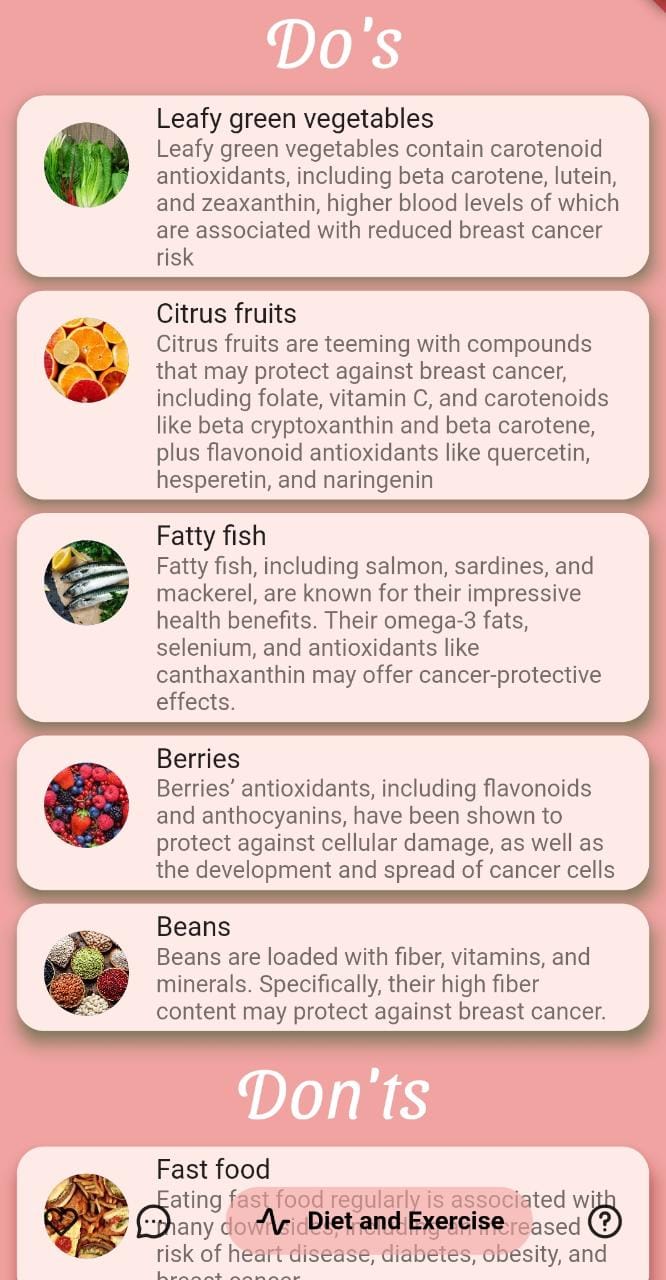 Do's
Leafy green vegetables
Leafy green vegetables contain carotenoid
antioxidants, including beta carotene, lutein,
and zeaxanthin, higher blood levels of which
are associated with reduced breast cancer
risk
Citrus fruits
Citrus fruits are teeming with compounds
that may protect against breast cancer,
including folate, vitamin C, and carotenoids
like beta cryptoxanthin and beta carotene,
plus flavonoid antioxidants like quercetin,
hesperetin, and naringenin
Fatty fish
Fatty fish, including salmon, sardines, and
mackerel, are known for their impressive
health benefits. Their omega-3 fats,
selenium, and antioxidants like
canthaxanthin may offer cancer-protective
effects.
Berries
Berries’ antioxidants, including flavonoids
and anthocyanins, have been shown to
protect against cellular damage, as well as
the development and spread of cancer cells
Beans
Beans are loaded with fiber, vitamins, and
minerals. Specifically, their high fiber
content may protect against breast cancer.
Don'ts
Fast food
Eating fast food regularly is associated with
many downsides, including an increased
risk of heart disease, diabetes, obesity, and
breast cancer
Diet and Exercise